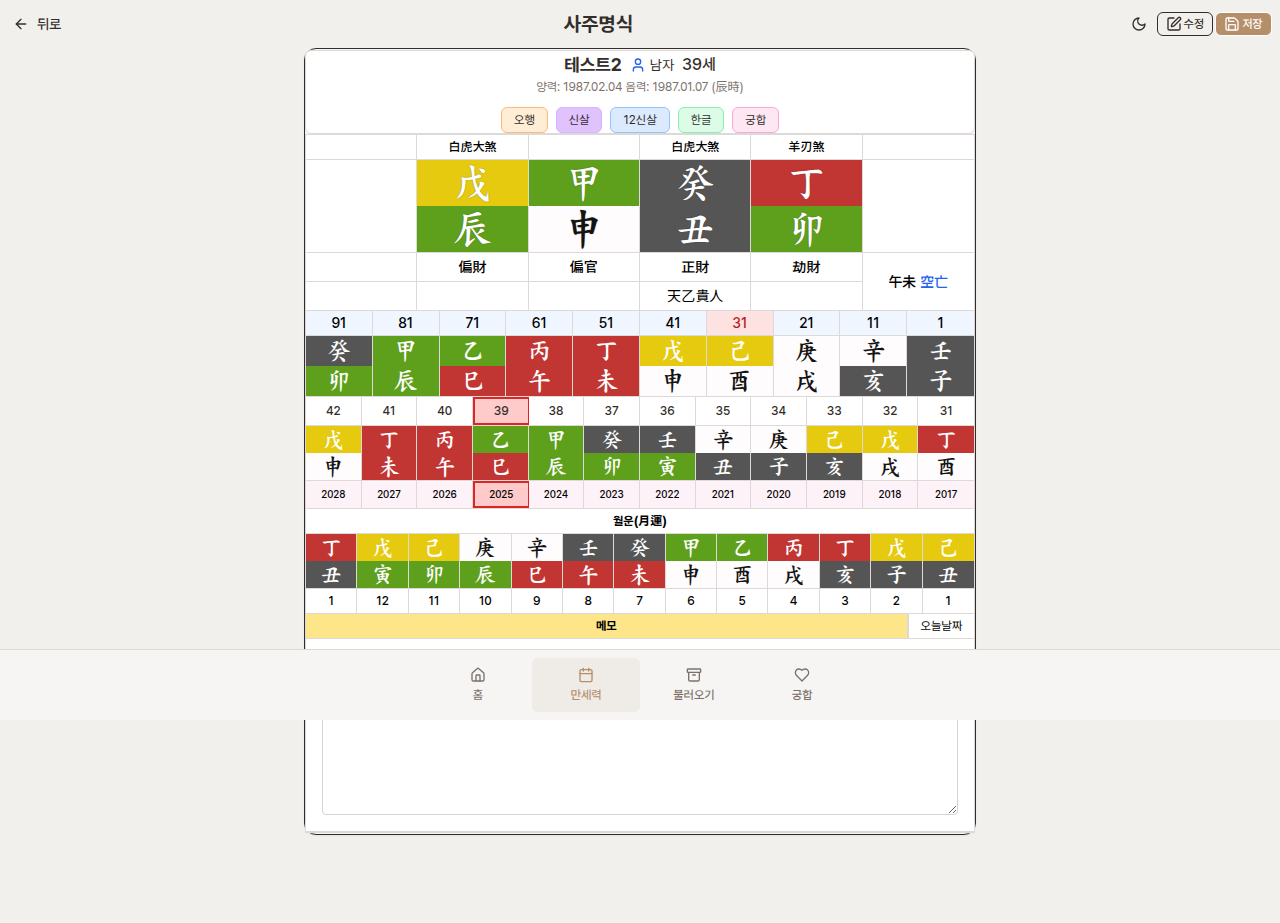 뒤로 사주명식 수정 저장
테스트2 남자 39세
양력: 1987.02.04 음력: 1987.01.07 (辰時)
오행 신살 12신살 한글 궁합
白虎大煞 白虎大煞 羊刃煞
戊 甲 癸 丁
辰 申 丑 卯
偏財 偏官 正財 劫財
午未 空亡
天乙貴人
91 81 71 61 51 41 31 21 11 1
癸 甲 乙 丙 丁 戊 己 庚 辛 壬
卯 辰 巳 午 未 申 酉 戌 亥 子
42 41 40 39 38 37 36 35 34 33 32 31
戊 丁 丙 乙 甲 癸 壬 辛 庚 己 戊 丁
申 未 午 巳 辰 卯 寅 丑 子 亥 戌 酉
2028 2027 2026 2025 2024 2023 2022 2021 2020 2019 2018 2017
월운(月運)
丁 戊 己 庚 辛 壬 癸 甲 乙 丙 丁 戊 己
丑 寅 卯 辰 巳 午 未 申 酉 戌 亥 子 丑
1 12 11 10 9 8 7 6 5 4 3 2 1
메모 오늘날짜
홈 만세력 불러오기 궁합